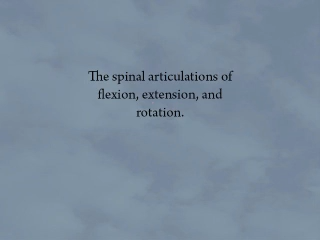 The spinal articulations of
flexion, extension, and
rotation.